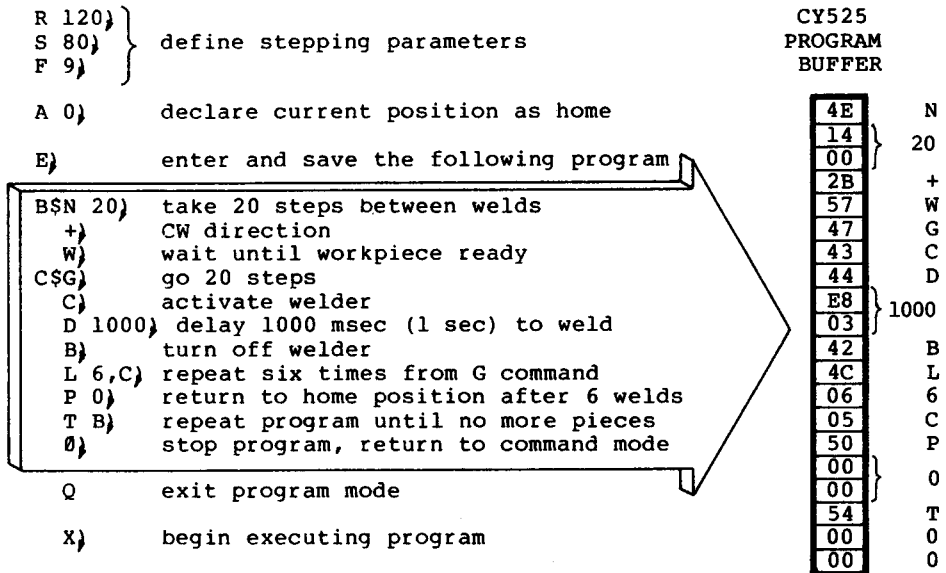 R 120)
S 80) define stepping parameters
F 9)
A 0) declare current position as home
E) enter and save the following program
B$N 20) take 20 steps between welds
+) CW direction
W) wait until workpiece ready
C$G) go 20 steps
C) activate welder
D 1000) delay 1000 msec (1 sec) to weld
B) turn off welder
L 6,C) repeat six times from G command
P 0) return to home position after 6 welds
T B) repeat program until no more pieces
0) stop program, return to command mode
Q exit program mode
X) begin executing program
CY525
PROGRAM
BUFFER
4E N
14 20
00
2B +
57 W
47 G
43 C
44 D
E8 1000
03
42 B
4C L
06 6
05 C
50 P
00 0
00
54 T
00 0
00 0